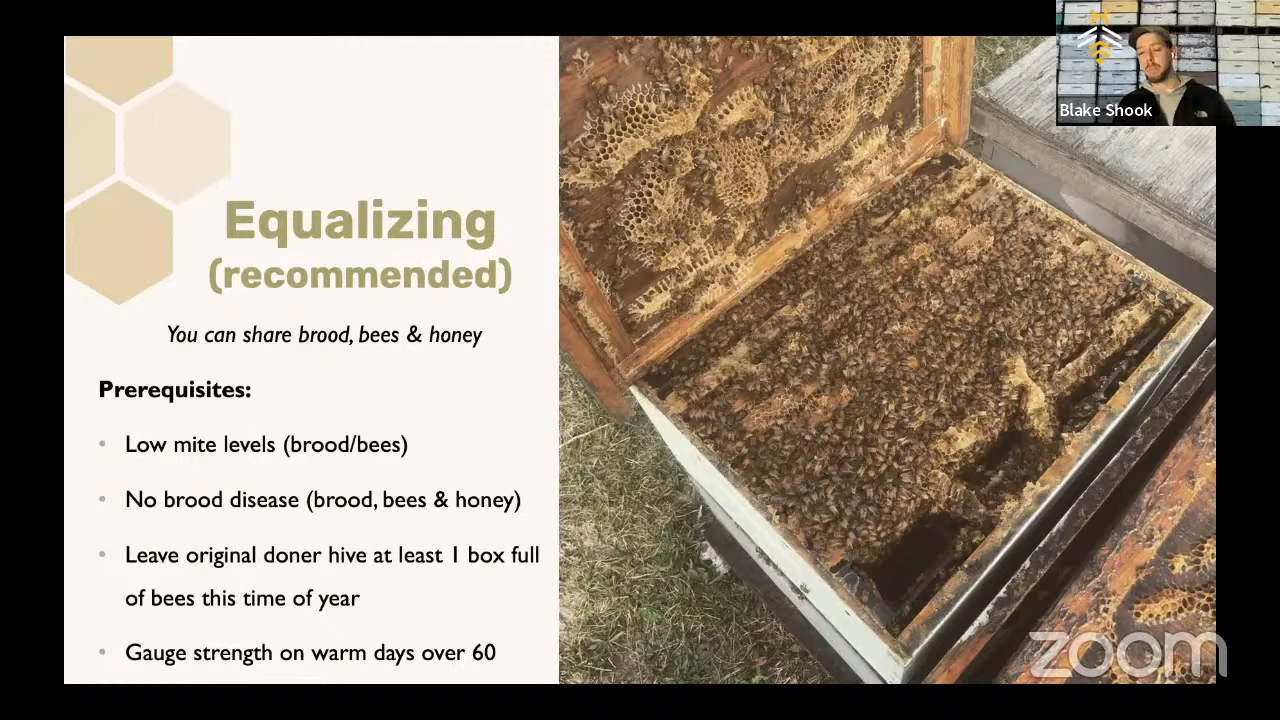 Blake Shook
Equalizing
(recommended)
You can share brood, bees & honey
Prerequisites:
• Low mite levels (brood/bees)
• No brood disease (brood, bees & honey)
• Leave original doner hive at least 1 box full
of bees this time of year
• Gauge strength on warm days over 60
zoom